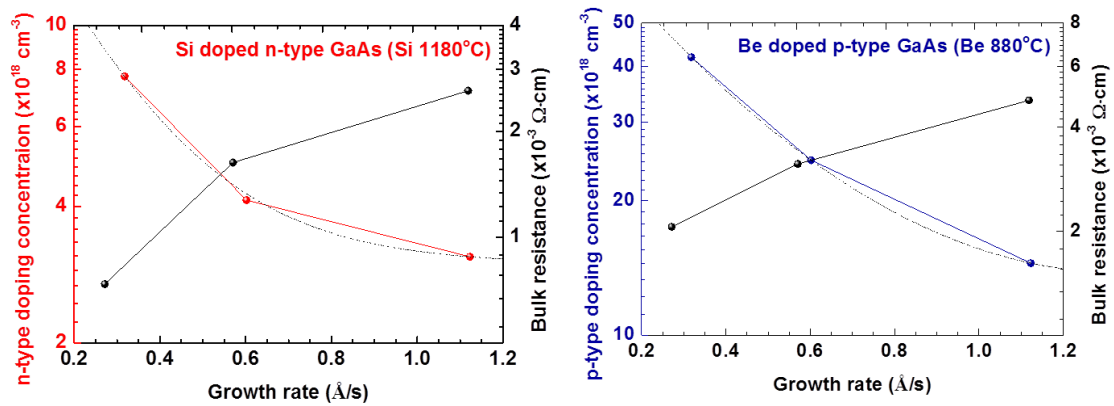 Si doped n-type GaAs (Si 1180°C)
n-type doping concentraion (x10¹⁸ cm⁻³)
10
8
6
4
2
4
3
2
1
Bulk resistance (x10⁻³ Ω·cm)
0.2 0.4 0.6 0.8 1.0 1.2
Growth rate (Å/s)
Be doped p-type GaAs (Be 880°C)
p-type doping concentration (x10¹⁸ cm⁻³)
50
40
30
20
10
8
6
4
2
Bulk resistance (x10⁻³ Ω·cm)
0.2 0.4 0.6 0.8 1.0 1.2
Growth rate (Å/s)